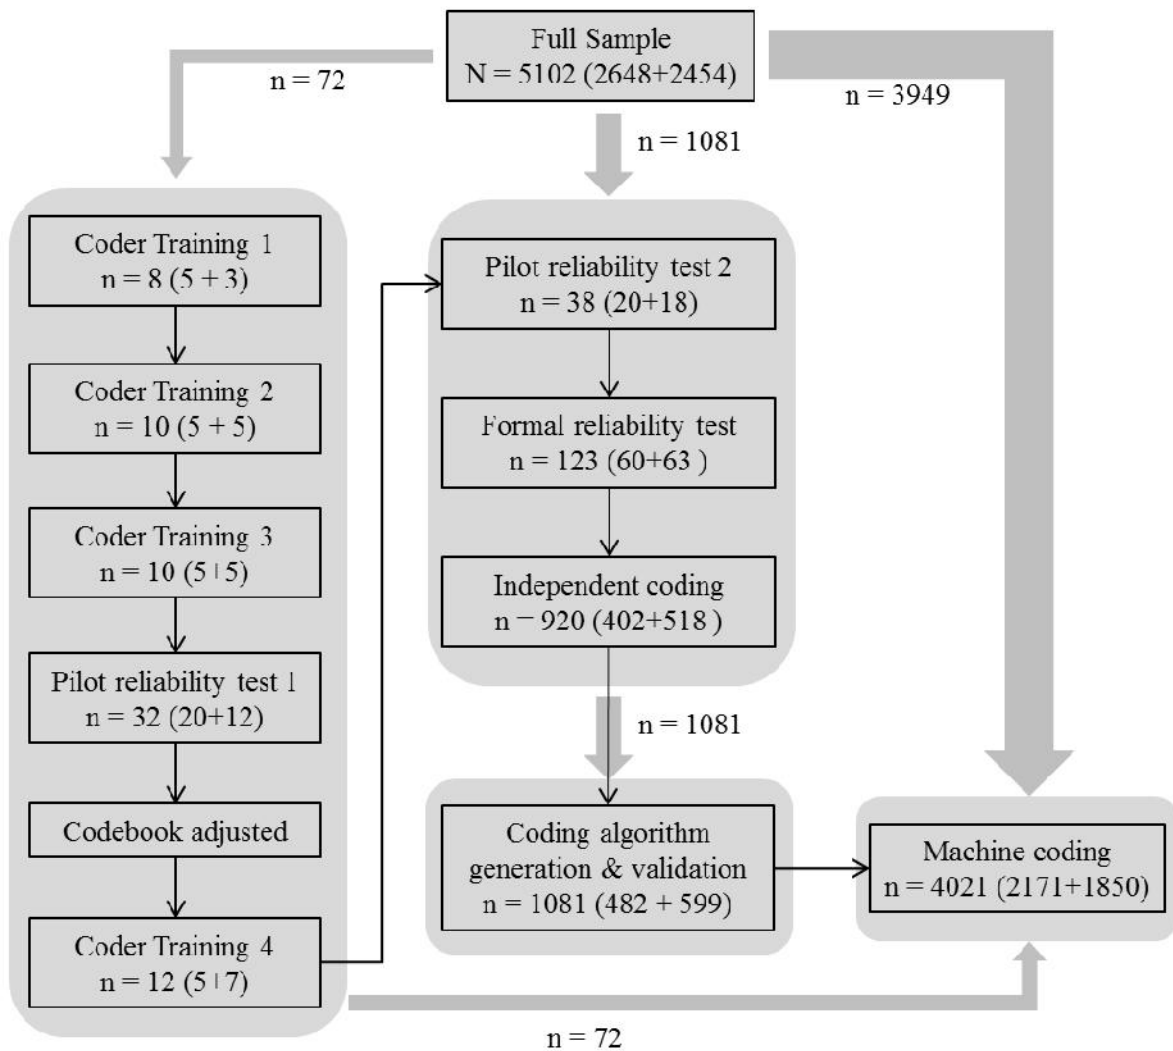 Full Sample
N = 5102 (2648+2454)
n = 72
n = 3949
n = 1081
Coder Training 1
n = 8 (5 + 3)
Coder Training 2
n = 10 (5 + 5)
Coder Training 3
n = 10 (5+5)
Pilot reliability test 1
n = 32 (20+12)
Codebook adjusted
Coder Training 4
n = 12 (5+7)
Pilot reliability test 2
n = 38 (20+18)
Formal reliability test
n = 123 (60+63 )
Independent coding
n = 920 (402+518 )
n = 1081
Coding algorithm
generation & validation
n = 1081 (482 + 599)
Machine coding
n = 4021 (2171+1850)
n = 72